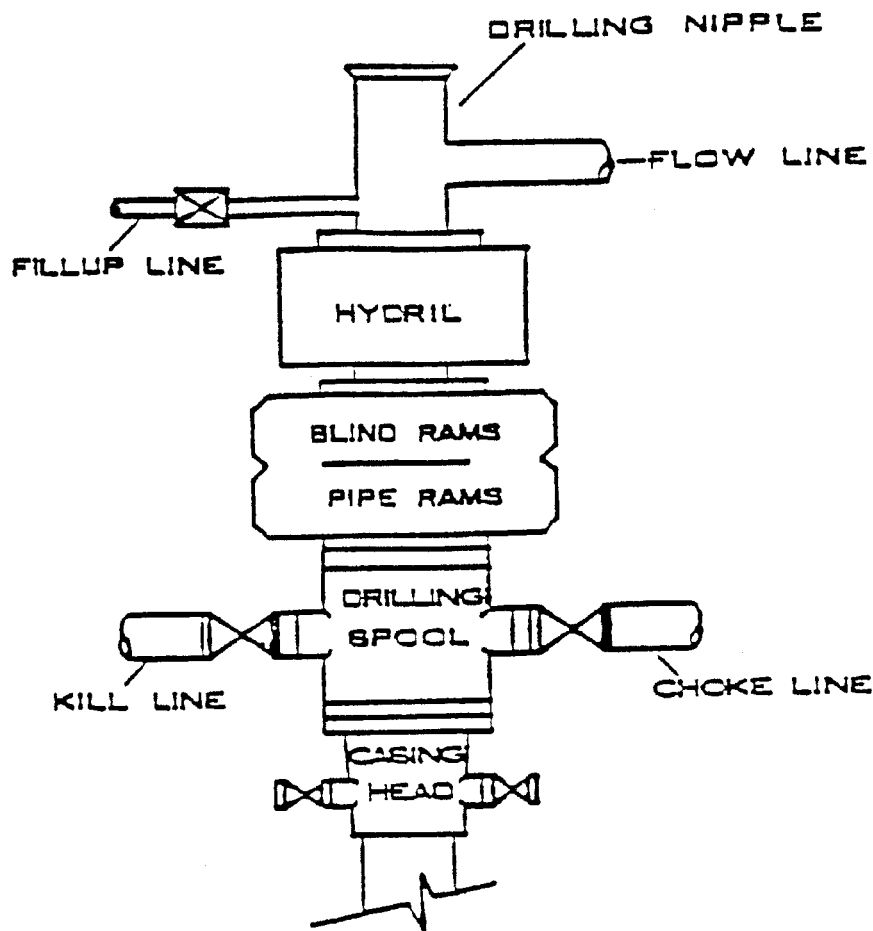 DRILLING NIPPLE
FLOW LINE
FILLUP LINE
HYDRIL
BLIND RAMS
PIPE RAMS
DRILLING
SPOOL
KILL LINE
CHOKE LINE
CASING
HEAD